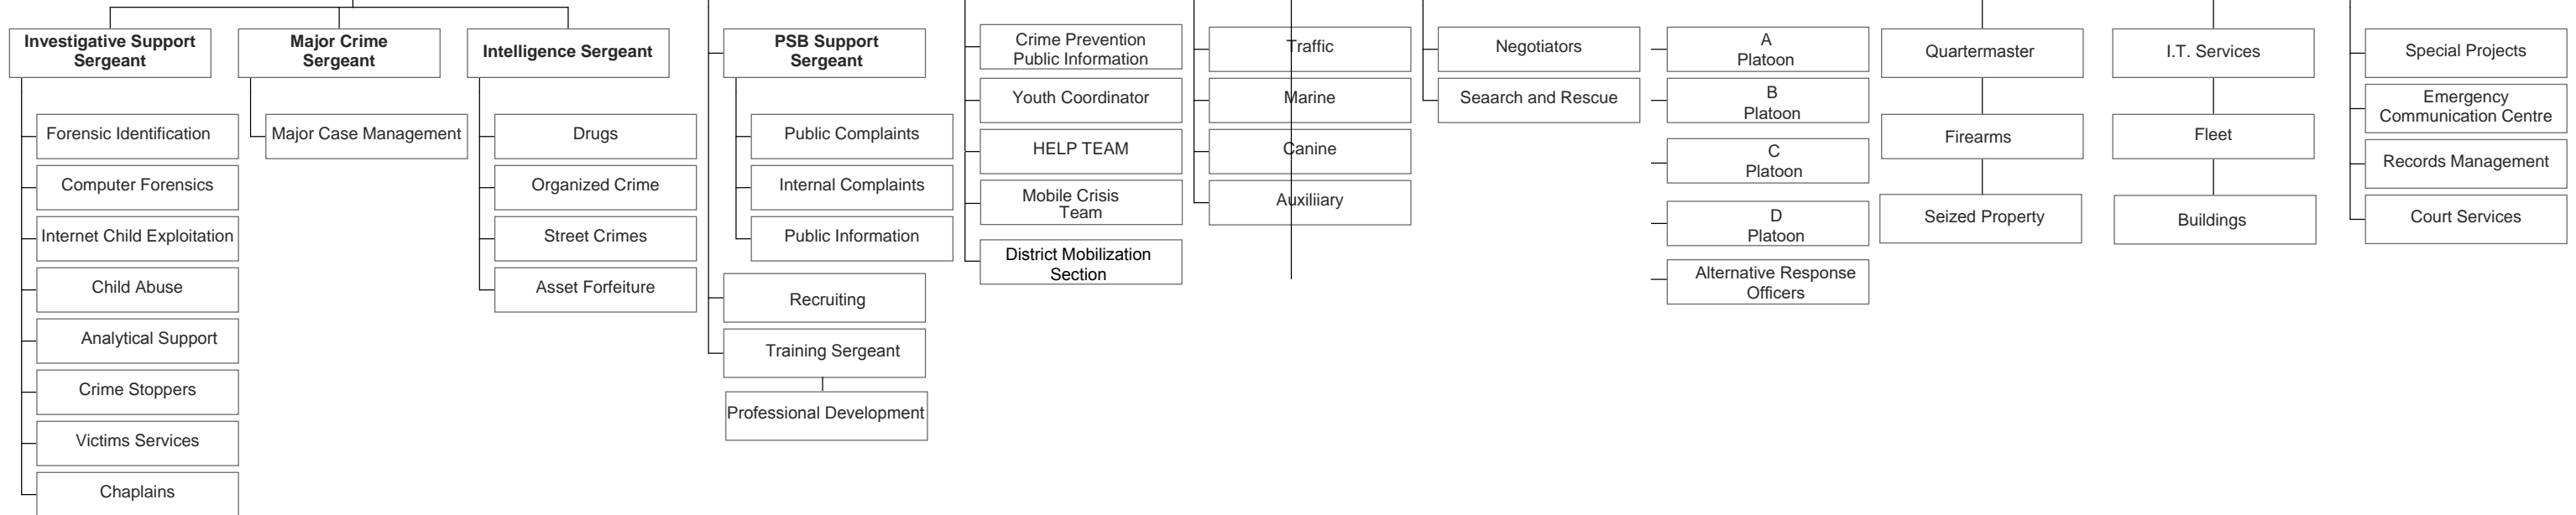 Investigative Support
Sergeant
Forensic Identification
Computer Forensics
Internet Child Exploitation
Child Abuse
Analytical Support
Crime Stoppers
Victims Services
Chaplains
Major Crime
Sergeant
Major Case Management
Intelligence Sergeant
Drugs
Organized Crime
Street Crimes
Asset Forfeiture
PSB Support
Sergeant
Public Complaints
Internal Complaints
Public Information
Recruiting
Training Sergeant
Professional Development
Crime Prevention
Public Information
Youth Coordinator
HELP TEAM
Mobile Crisis
Team
District Mobilization
Section
Traffic
Marine
Canine
Auxiliiary
Negotiators
Seaarch and Rescue
A
Platoon
B
Platoon
C
Platoon
D
Platoon
Alternative Response
Officers
Quartermaster
Firearms
Seized Property
I.T. Services
Fleet
Buildings
Special Projects
Emergency
Communication Centre
Records Management
Court Services